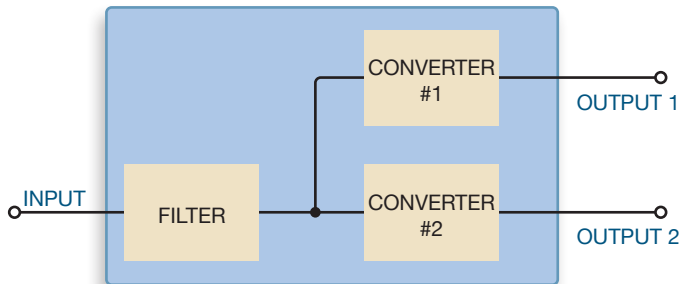 CONVERTER
#1
OUTPUT 1
INPUT
FILTER
CONVERTER
#2
OUTPUT 2